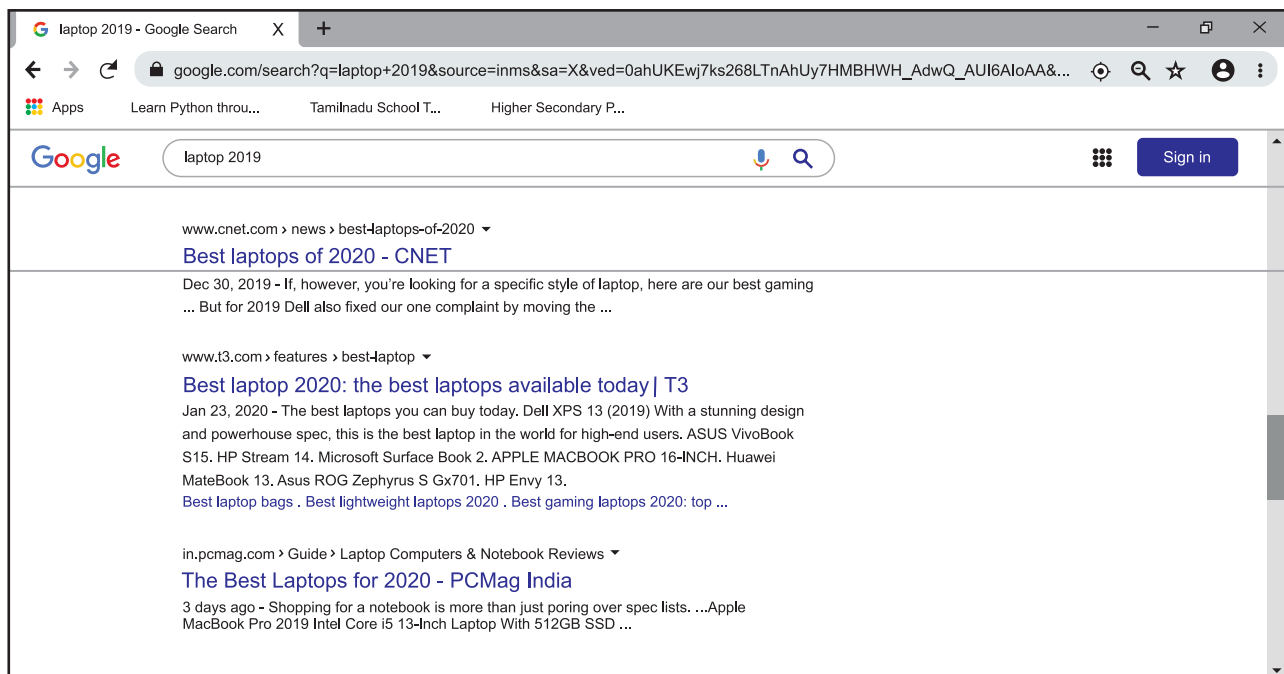 laptop 2019 - Google Search X +
google.com/search?q=laptop+2019&source=inms&sa=X&ved=0ahUKEwj7ks268LTnAhUy7HMBHWH_AdwQ_AUI6AIoAA&...
Apps Learn Python throu... Tamilnadu School T... Higher Secondary P...
Google laptop 2019 Sign in
www.cnet.com › news › best-laptops-of-2020
Best laptops of 2020 - CNET
Dec 30, 2019 - If, however, you're looking for a specific style of laptop, here are our best gaming
... But for 2019 Dell also fixed our one complaint by moving the ...
www.t3.com › features › best-laptop
Best laptop 2020: the best laptops available today | T3
Jan 23, 2020 - The best laptops you can buy today. Dell XPS 13 (2019) With a stunning design
and powerhouse spec, this is the best laptop in the world for high-end users. ASUS VivoBook
S15. HP Stream 14. Microsoft Surface Book 2. APPLE MACBOOK PRO 16-INCH. Huawei
MateBook 13. Asus ROG Zephyrus S Gx701. HP Envy 13.
Best laptop bags . Best lightweight laptops 2020 . Best gaming laptops 2020: top ...
in.pcmag.com › Guide › Laptop Computers & Notebook Reviews
The Best Laptops for 2020 - PCMag India
3 days ago - Shopping for a notebook is more than just poring over spec lists. ...Apple
MacBook Pro 2019 Intel Core i5 13-Inch Laptop With 512GB SSD ...